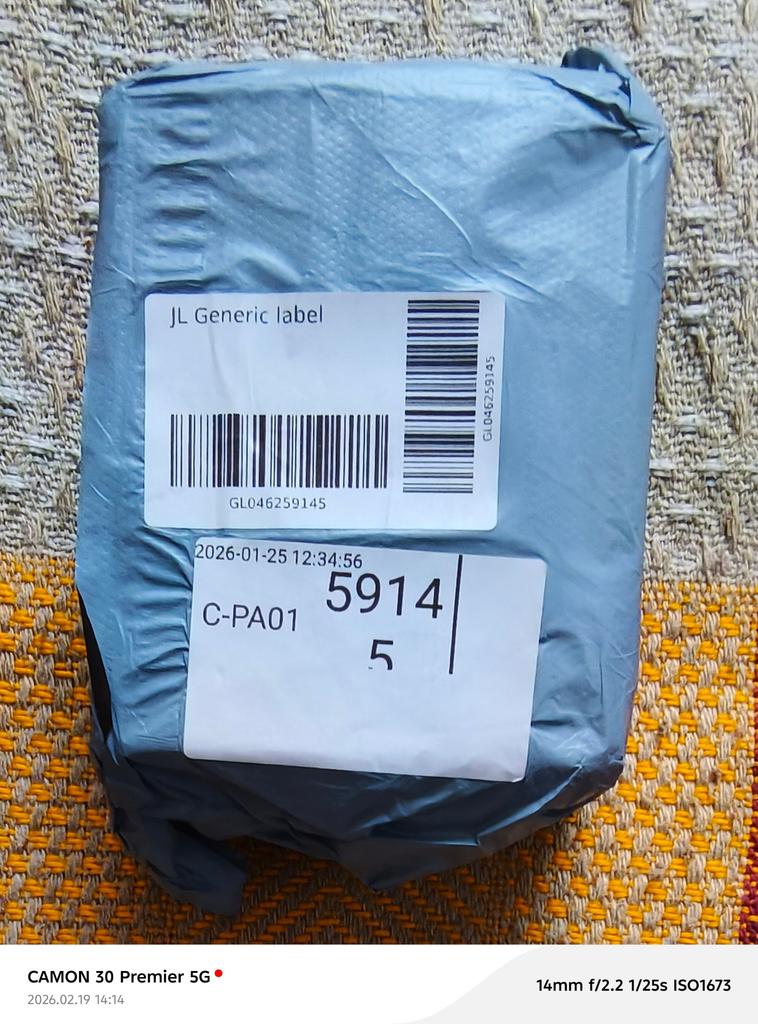 JL Generic label
GL046259145
GL046259145
2026-01-25 12:34:56
5914
C-PA01
5
CAMON 30 Premier 5G
2026.02.19 14:14
14mm f/2.2 1/25s ISO1673